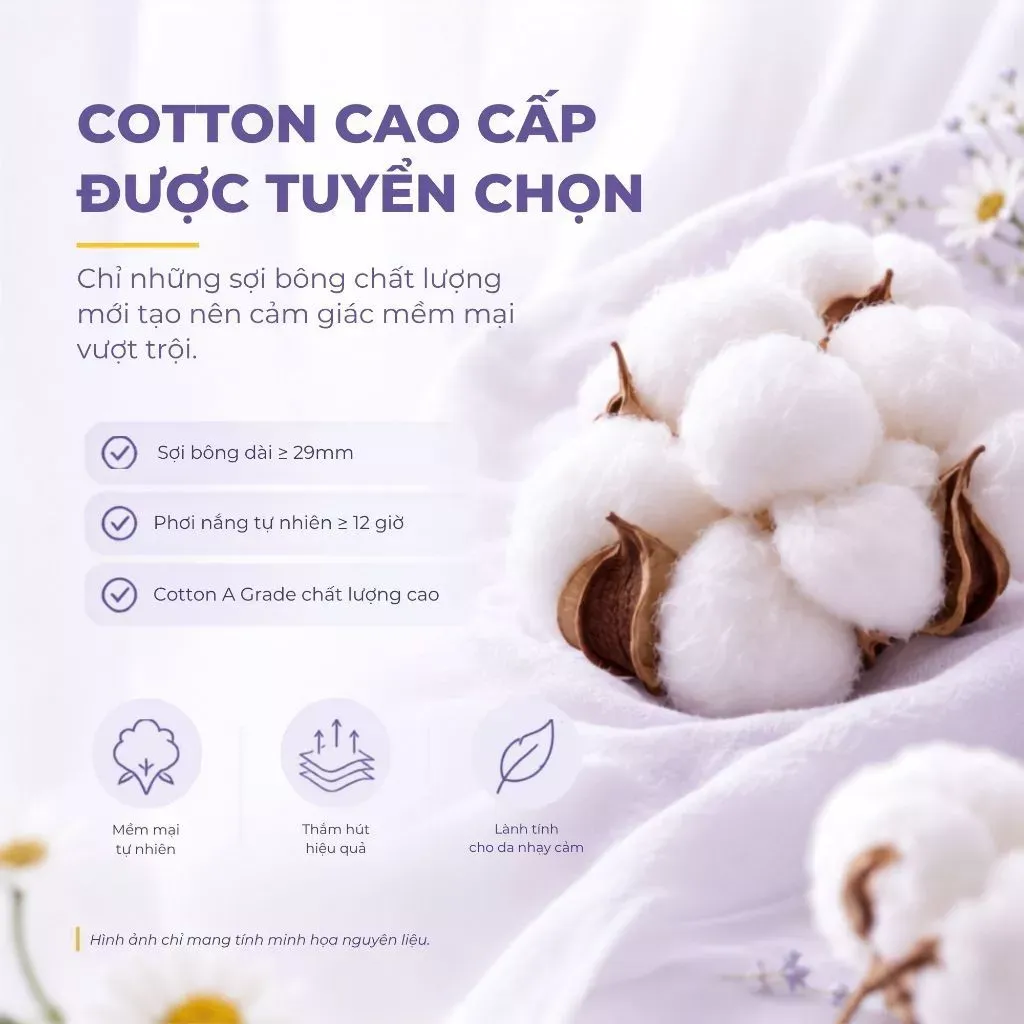 COTTON CAO CẤP
ĐƯỢC TUYỂN CHỌN
Chỉ những sợi bông chất lượng
mới tạo nên cảm giác mềm mại
vượt trội.
Sợi bông dài ≥ 29mm
Phơi nắng tự nhiên ≥ 12 giờ
Cotton A Grade chất lượng cao
Mềm mại
tự nhiên
Thấm hút
hiệu quả
Lành tính
cho da nhạy cảm
Hình ảnh chỉ mang tính minh họa nguyên liệu.